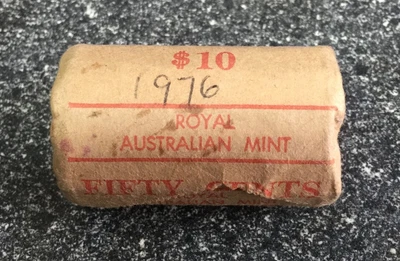 $10
1976
ROYAL
AUSTRALIAN MINT
FIFTY CENTS